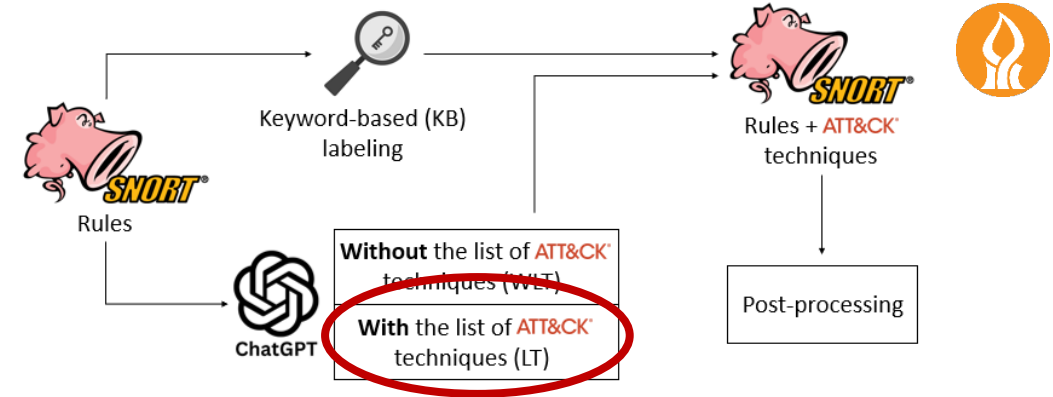 Keyword-based (KB)
labeling
SNORT®
Rules + ATT&CK®
techniques
SNORT®
Rules
ChatGPT
Without the list of ATT&CK®
techniques (WLT)
With the list of ATT&CK®
techniques (LT)
Post-processing